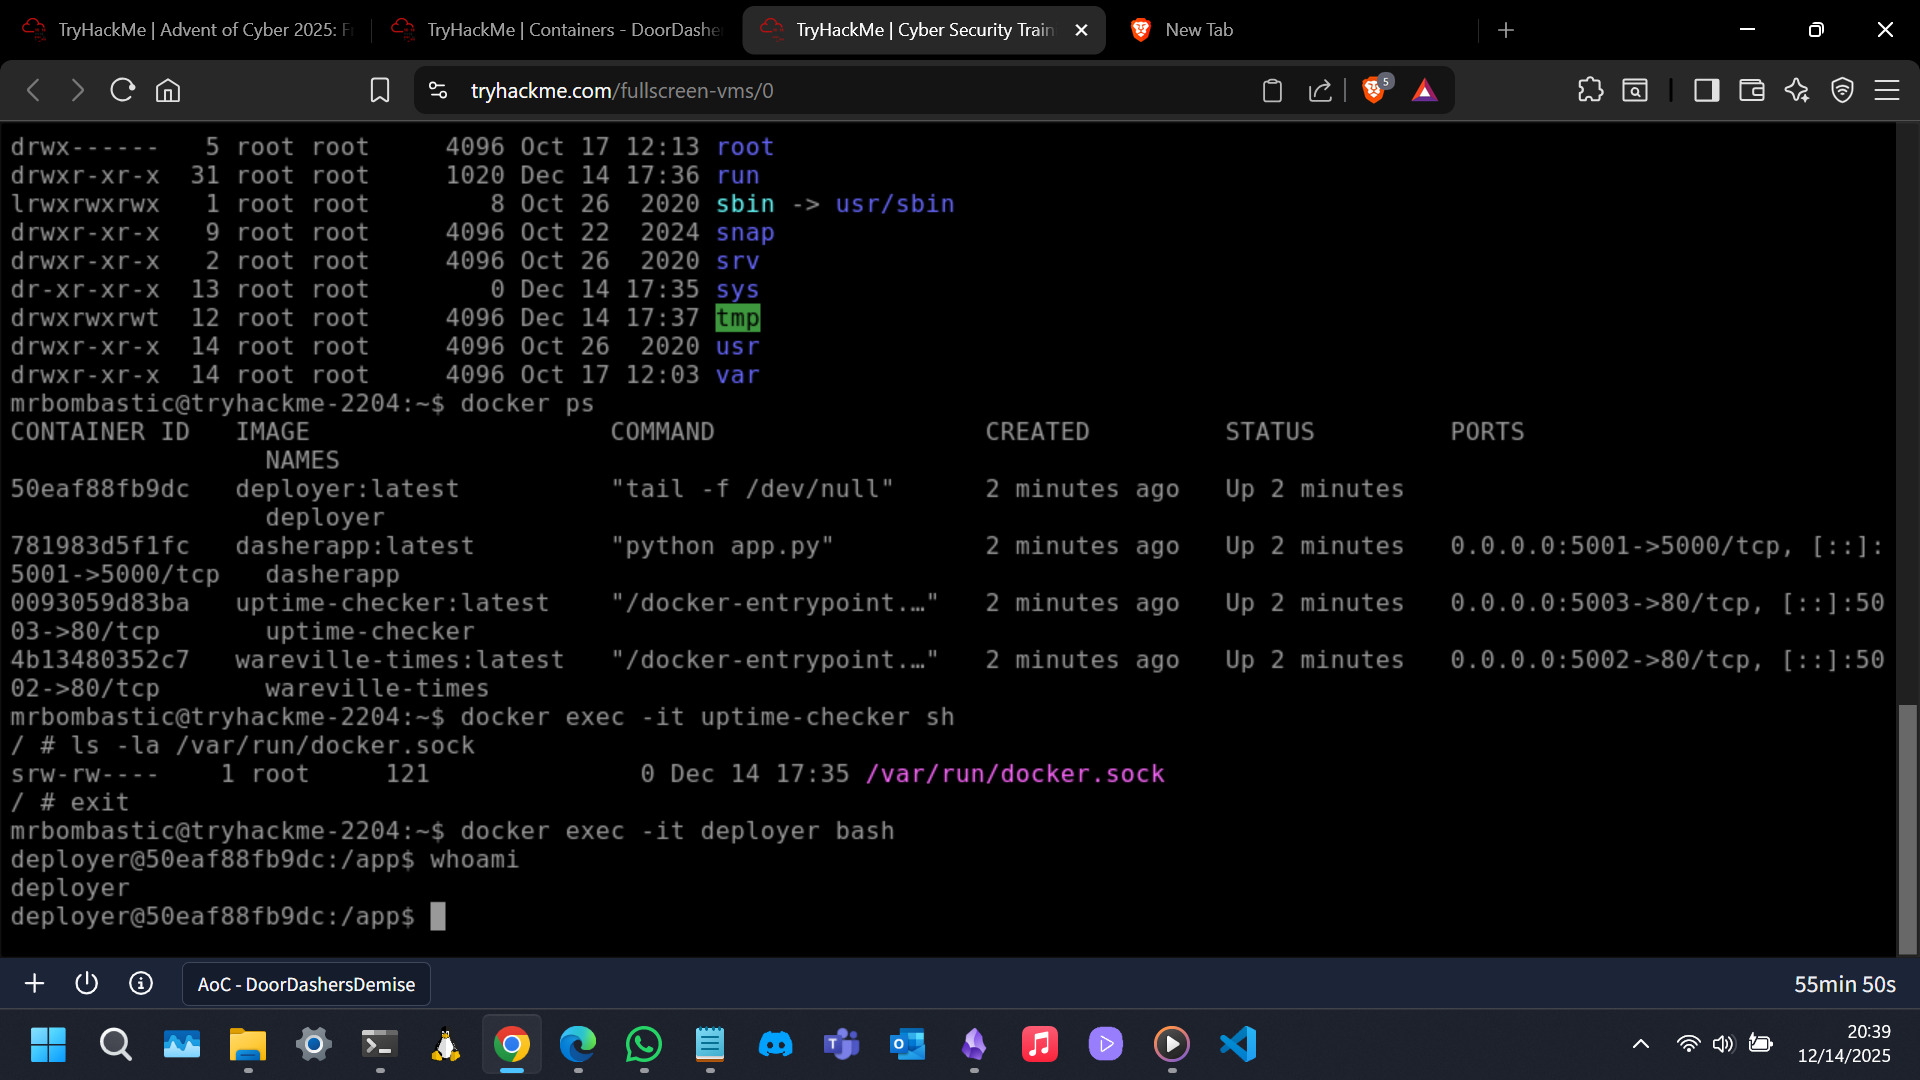 TryHackMe | Advent of Cyber 2025: F
TryHackMe | Containers - DoorDasher
TryHackMe | Cyber Security Train
New Tab
tryhackme.com/fullscreen-vms/0
5
drwx------   5 root root     4096 Oct 17 12:13 root
drwxr-xr-x  31 root root     1020 Dec 14 17:36 run
lrwxrwxrwx   1 root root        8 Oct 26  2020 sbin -> usr/sbin
drwxr-xr-x   9 root root     4096 Oct 22  2024 snap
drwxr-xr-x   2 root root     4096 Oct 26  2020 srv
dr-xr-xr-x  13 root root        0 Dec 14 17:35 sys
drwxrwxrwt  12 root root     4096 Dec 14 17:37 tmp
drwxr-xr-x  14 root root     4096 Oct 26  2020 usr
drwxr-xr-x  14 root root     4096 Oct 17 12:03 var
mrbombastic@tryhackme-2204:~$ docker ps
CONTAINER ID   IMAGE                    COMMAND                  CREATED         STATUS         PORTS
                 NAMES
50eaf88fb9dc   deployer:latest          "tail -f /dev/null"      2 minutes ago   Up 2 minutes
                 deployer
781983d5f1fc   dasherapp:latest         "python app.py"          2 minutes ago   Up 2 minutes   0.0.0.0:5001->5000/tcp, [::]:
5001->5000/tcp   dasherapp
0093059d83ba   uptime-checker:latest    "/docker-entrypoint.…"   2 minutes ago   Up 2 minutes   0.0.0.0:5003->80/tcp, [::]:50
03->80/tcp       uptime-checker
4b13480352c7   wareville-times:latest   "/docker-entrypoint.…"   2 minutes ago   Up 2 minutes   0.0.0.0:5002->80/tcp, [::]:50
02->80/tcp       wareville-times
mrbombastic@tryhackme-2204:~$ docker exec -it uptime-checker sh
/ # ls -la /var/run/docker.sock
srw-rw----    1 root     121              0 Dec 14 17:35 /var/run/docker.sock
/ # exit
mrbombastic@tryhackme-2204:~$ docker exec -it deployer bash
deployer@50eaf88fb9dc:/app$ whoami
deployer
deployer@50eaf88fb9dc:/app$
AoC - DoorDashersDemise
55min 50s
20:39
12/14/2025